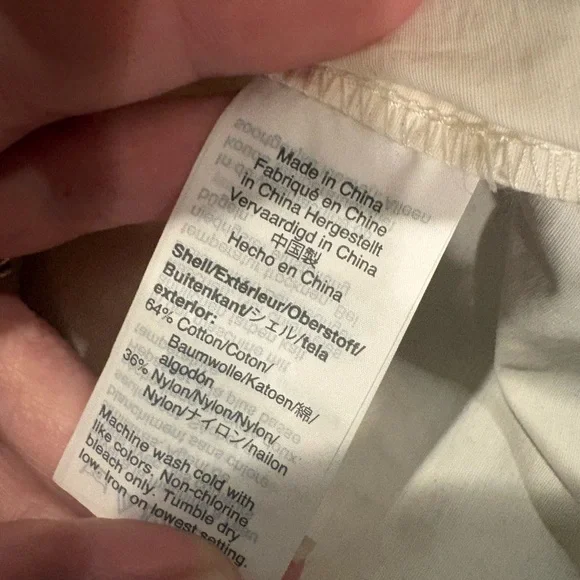 Made in China
Fabriqué en Chine
in China Hergestellt
Vervaardigd in China
中国製
Hecho en China
Shell/Extérieur/Oberstoff/
Buitenkant/シェル/tela
exterior:
64% Cotton/Coton/
Baumwolle/Katoen/綿/
algodón
36% Nylon/Nylon/Nylon/
Nylon/ナイロン/nailon
Machine wash cold with
like colors. Non-chlorine
bleach only. Tumble dry
low. Iron on lowest setting.